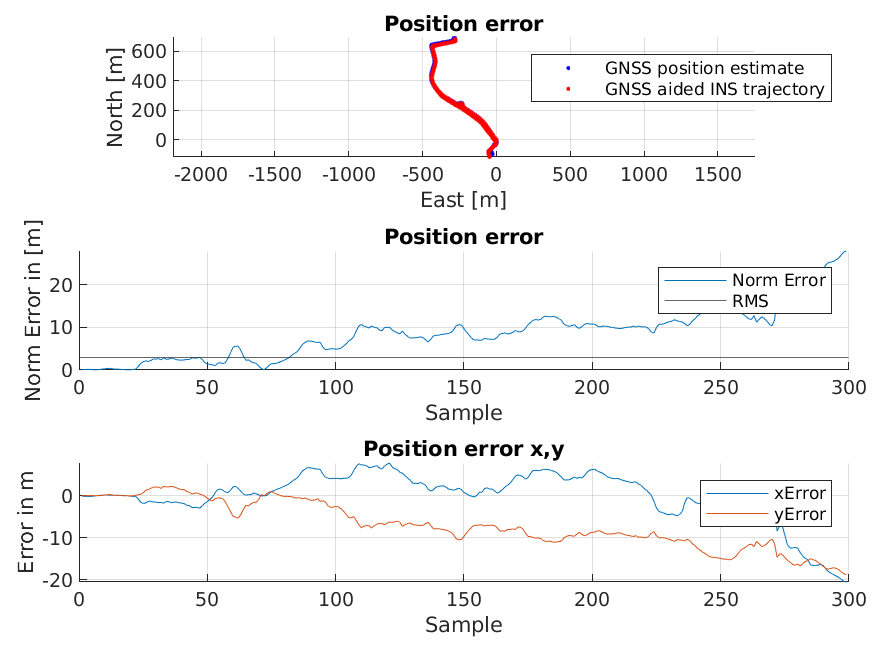 Position error
North [m]
600
400
200
0
GNSS position estimate
GNSS aided INS trajectory
-2000 -1500 -1000 -500 0 500 1000 1500
East [m]
Position error
Norm Error in [m]
20
10
0
Norm Error
RMS
0 50 100 150 200 250 300
Sample
Position error x,y
Error in m
0
-10
-20
xError
yError
0 50 100 150 200 250 300
Sample